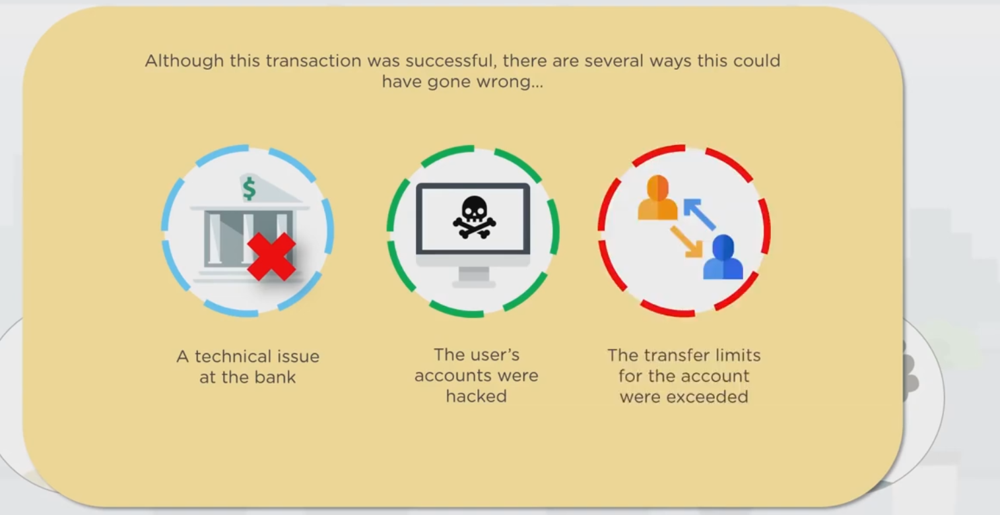 Although this transaction was successful, there are several ways this could
have gone wrong...
$
A technical issue
at the bank
The user's
accounts were
hacked
The transfer limits
for the account
were exceeded